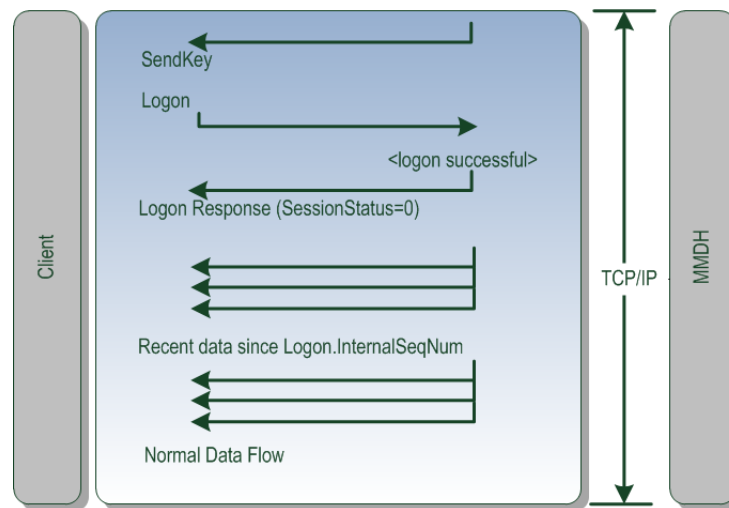 SendKey
Logon
<logon successful>
Logon Response (SessionStatus=0)
Client
TCP/IP
MMDH
Recent data since Logon.InternalSeqNum
Normal Data Flow